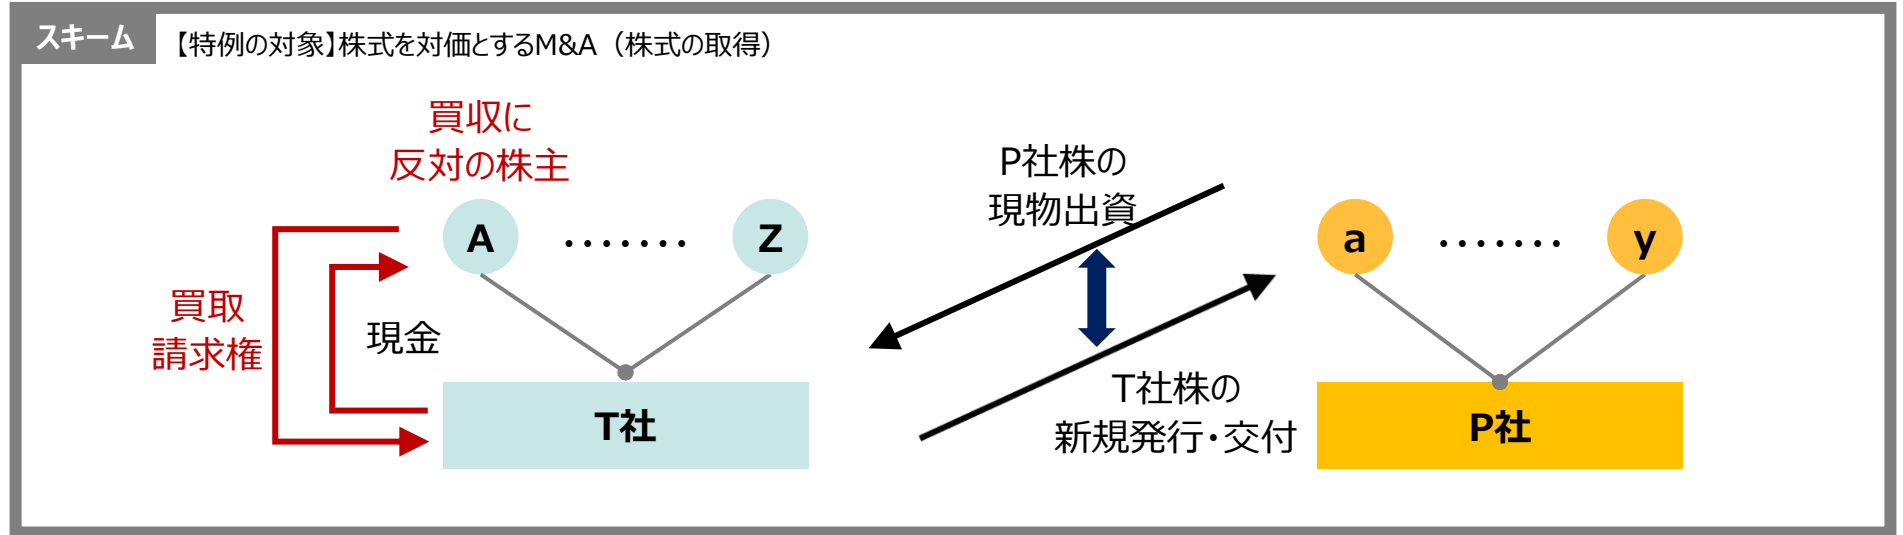 スキーム
【特例の対象】株式を対価とするM&A（株式の取得）
買収に
反対の株主
P社株の
現物出資
A ······· Z
a ······· y
買取
請求権
現金
T社
T社株の
新規発行・交付
P社